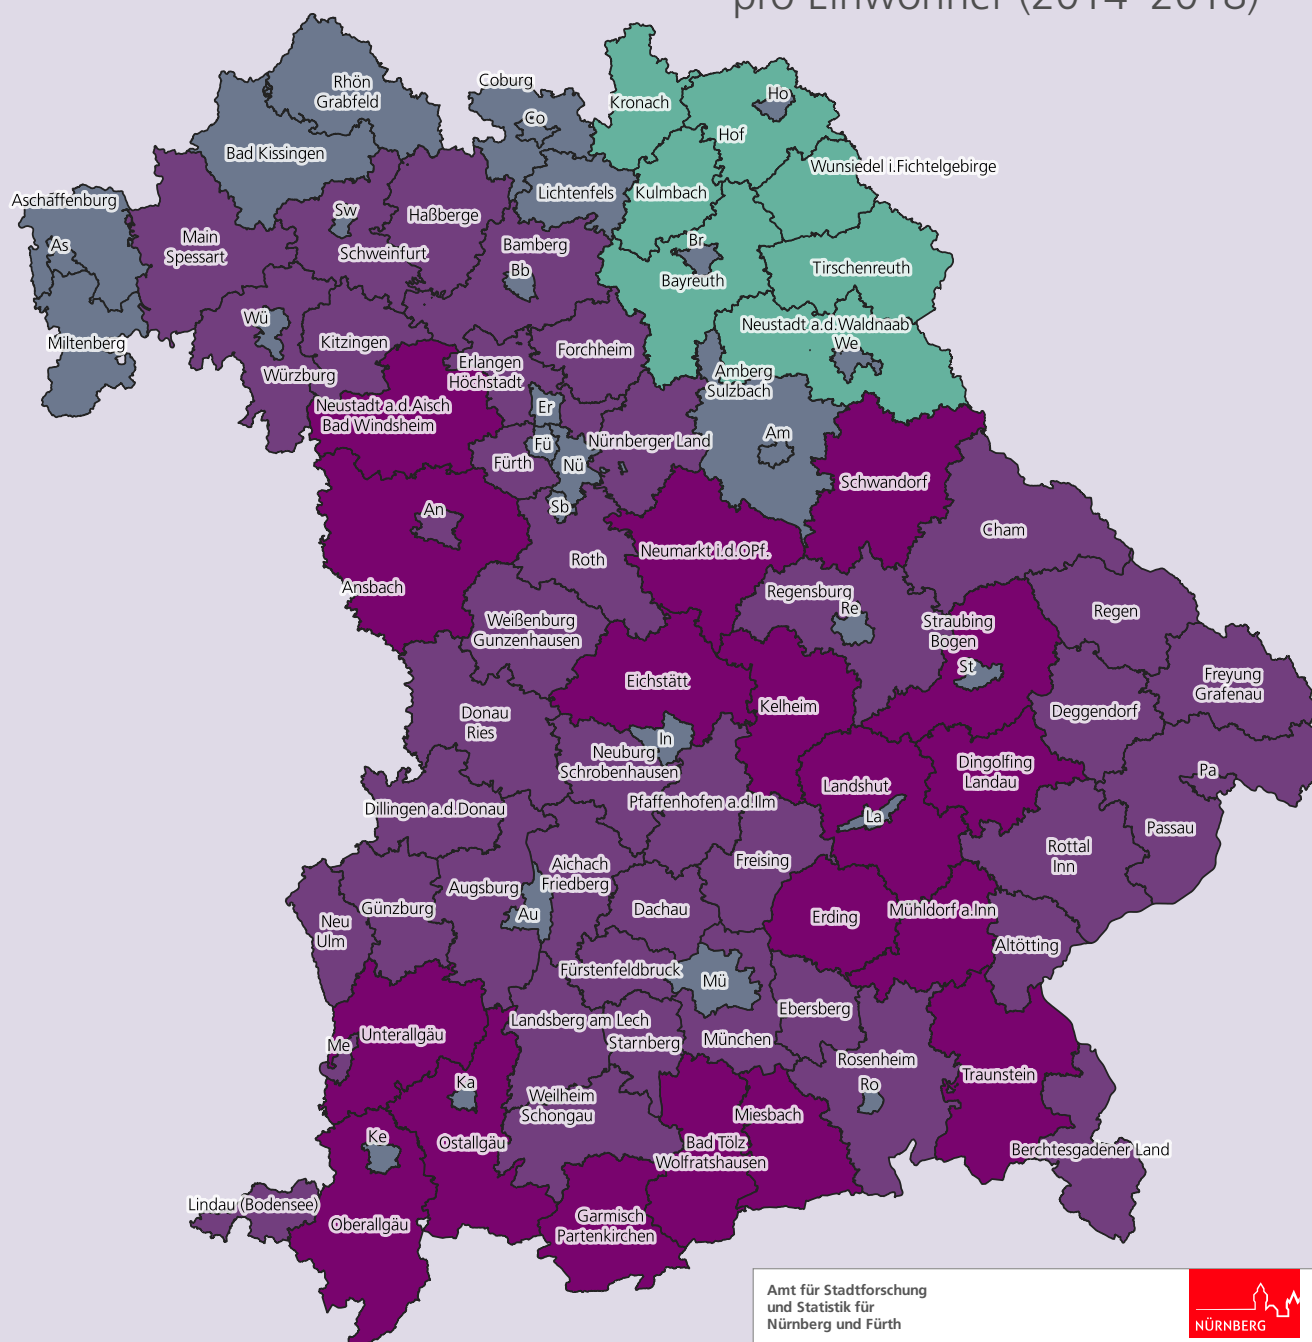 pro Einwohner (2014–2018)
Rhön
Grabfeld
Coburg
Co
Kronach
Ho
Hof
Bad Kissingen
Wunsiedel i.Fichtelgebirge
Aschaffenburg
As
Lichtenfels
Kulmbach
Sw
Haßberge
Main
Spessart
Schweinfurt
Bamberg
Bb
Br
Bayreuth
Tirschenreuth
Neustadt a.d.Waldnaab
We
Wü
Miltenberg
Kitzingen
Würzburg
Forchheim
Erlangen
Höchstadt
Amberg
Sulzbach
Neustadt a.d.Aisch
Bad Windsheim
Er
Fü
Nürnberger Land
Am
Fürth
Nü
Schwandorf
Sb
An
Cham
Neumarkt i.d.OPf.
Roth
Ansbach
Regensburg
Re
Regen
Weißenburg
Gunzenhausen
Straubing
Bogen
St
Eichstätt
Freyung
Grafenau
Kelheim
Deggendorf
Donau
Ries
In
Neuburg
Schrobenhausen
Dingolfing
Landau
Pa
Landshut
Pfaffenhofen a.d.Ilm
Dillingen a.d.Donau
La
Passau
Rottal
Inn
Freising
Aichach
Friedberg
Augsburg
Günzburg
Dachau
Au
Erding
Mühldorf a.Inn
Neu
Ulm
Altötting
Fürstenfeldbruck
Mü
Ebersberg
Landsberg am Lech
Unterallgäu
Me
Starnberg
München
Rosenheim
Ro
Traunstein
Ka
Weilheim
Schongau
Miesbach
Ke
Ostallgäu
Bad Tölz
Wolfratshausen
Berchtesgadener Land
Lindau (Bodensee)
Oberallgäu
Garmisch
Partenkirchen
Amt für Stadtforschung
und Statistik für
Nürnberg und Fürth
NÜRNBERG